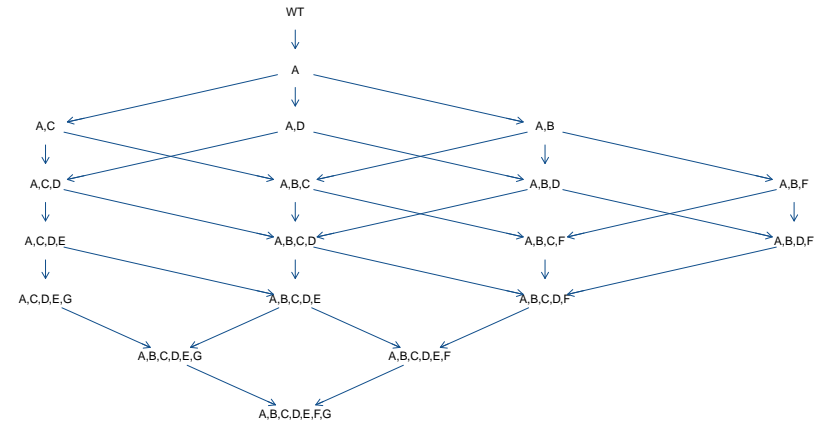 WT
A
A,C
A,D
A,B
A,C,D
A,B,C
A,B,D
A,B,F
A,C,D,E
A,B,C,D
A,B,C,F
A,B,D,F
A,C,D,E,G
A,B,C,D,E
A,B,C,D,F
A,B,C,D,E,G
A,B,C,D,E,F
A,B,C,D,E,F,G